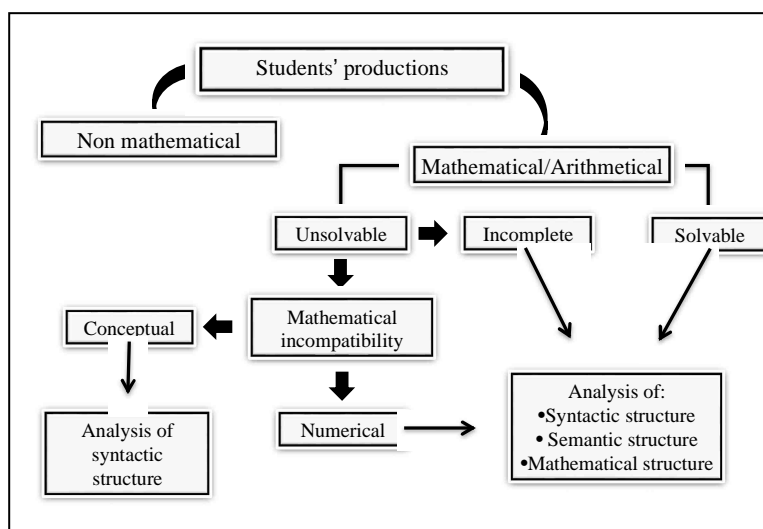 Students' productions
Non mathematical
Mathematical/Arithmetical
Unsolvable
Incomplete
Solvable
Conceptual
Mathematical
incompatibility
Analysis of:
•Syntactic structure
• Semantic structure
•Mathematical structure
Analysis of
syntactic
structure
Numerical